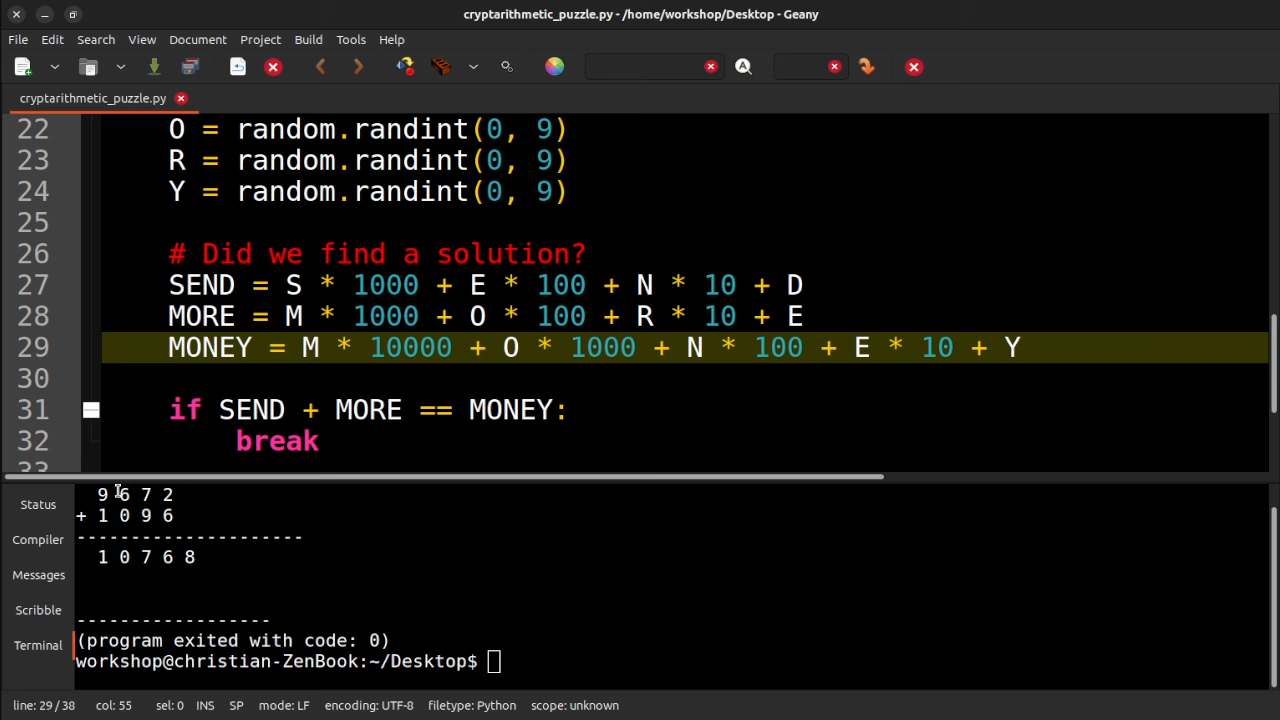 cryptarithmetic_puzzle.py - /home/workshop/Desktop - Geany
File Edit Search View Document Project Build Tools Help
cryptarithmetic_puzzle.py
22 O = random.randint(0, 9)
23 R = random.randint(0, 9)
24 Y = random.randint(0, 9)
25
26 # Did we find a solution?
27 SEND = S * 1000 + E * 100 + N * 10 + D
28 MORE = M * 1000 + O * 100 + R * 10 + E
29 MONEY = M * 10000 + O * 1000 + N * 100 + E * 10 + Y
30
31 if SEND + MORE == MONEY:
32 break
33
Status
Compiler
Messages
Scribble
Terminal
9 6 7 2
+ 1 0 9 6
---------------------
1 0 7 6 8
------------------
(program exited with code: 0)
workshop@christian-ZenBook:~/Desktop$
line: 29 / 38 col: 55 sel: 0 INS SP mode: LF encoding: UTF-8 filetype: Python scope: unknown